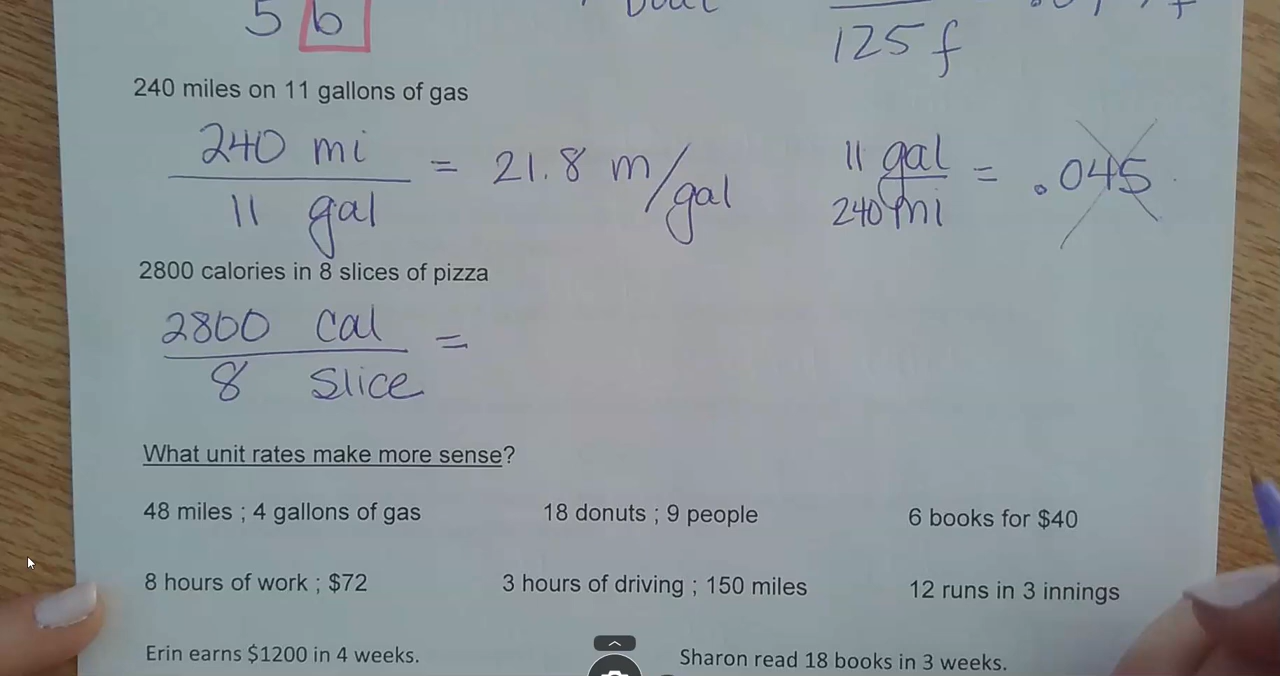 5 b
125 f
240 miles on 11 gallons of gas
240 mi / 11 gal = 21.8 m/gal
11 gal / 240 mi = .045
2800 calories in 8 slices of pizza
2800 cal / 8 slice =
What unit rates make more sense?
48 miles ; 4 gallons of gas
18 donuts ; 9 people
6 books for $40
8 hours of work ; $72
3 hours of driving ; 150 miles
12 runs in 3 innings
Erin earns $1200 in 4 weeks.
Sharon read 18 books in 3 weeks.